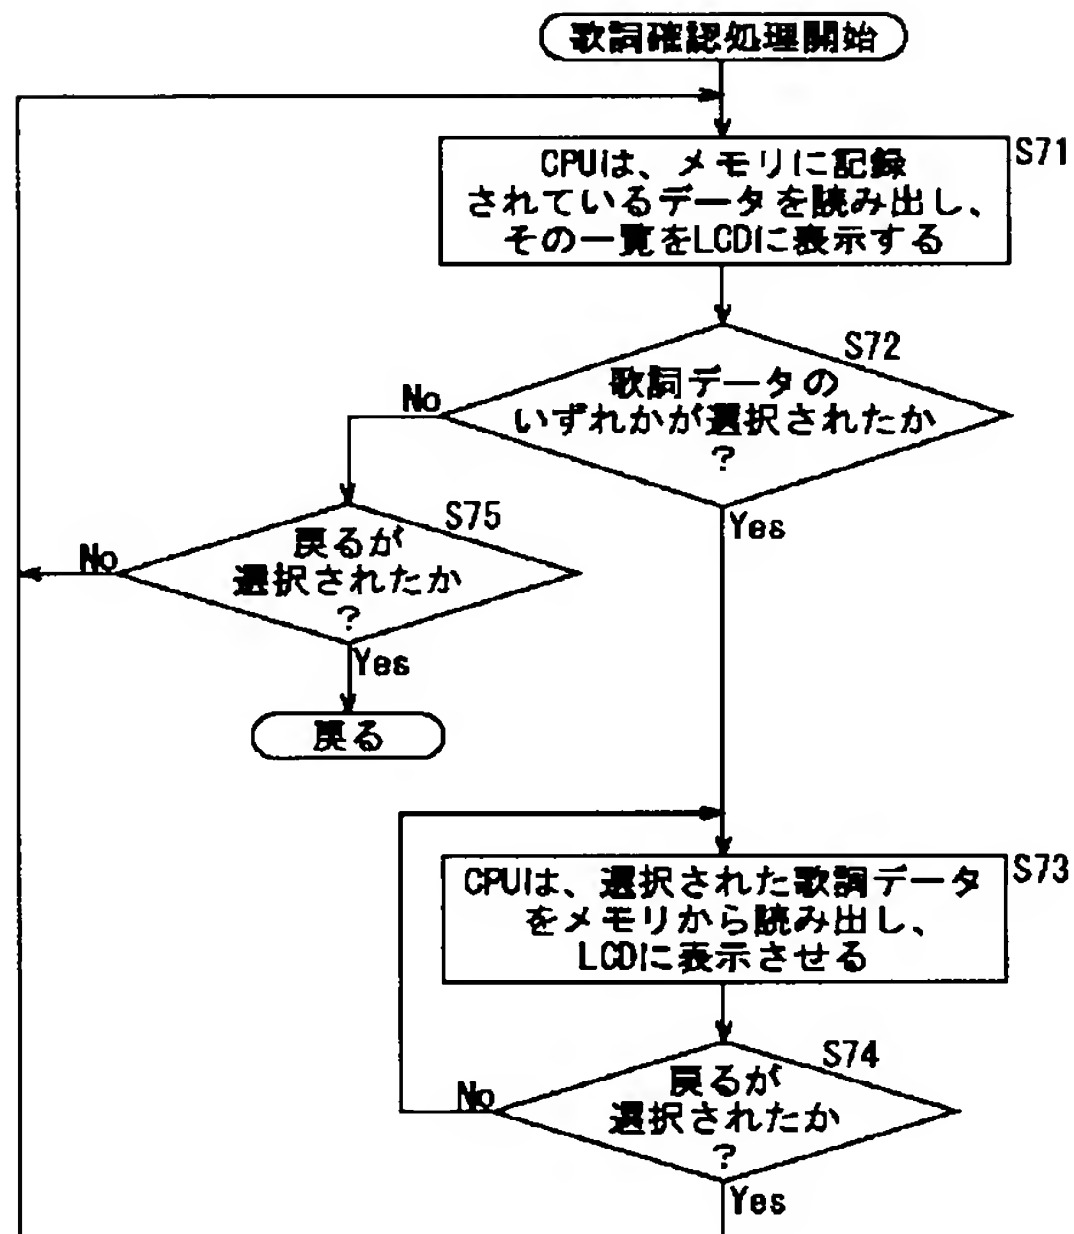 歌詞確認処理開始
S71
CPUは、メモリに記録
されているデータを読み出し、
その一覧をLCDに表示する
S72
歌詞データの
いずれかが選択されたか
?
No
Yes
S75
戻るが
選択されたか
?
No
Yes
戻る
S73
CPUは、選択された歌詞データ
をメモリから読み出し、
LCDに表示させる
S74
戻るが
選択されたか
?
No
Yes